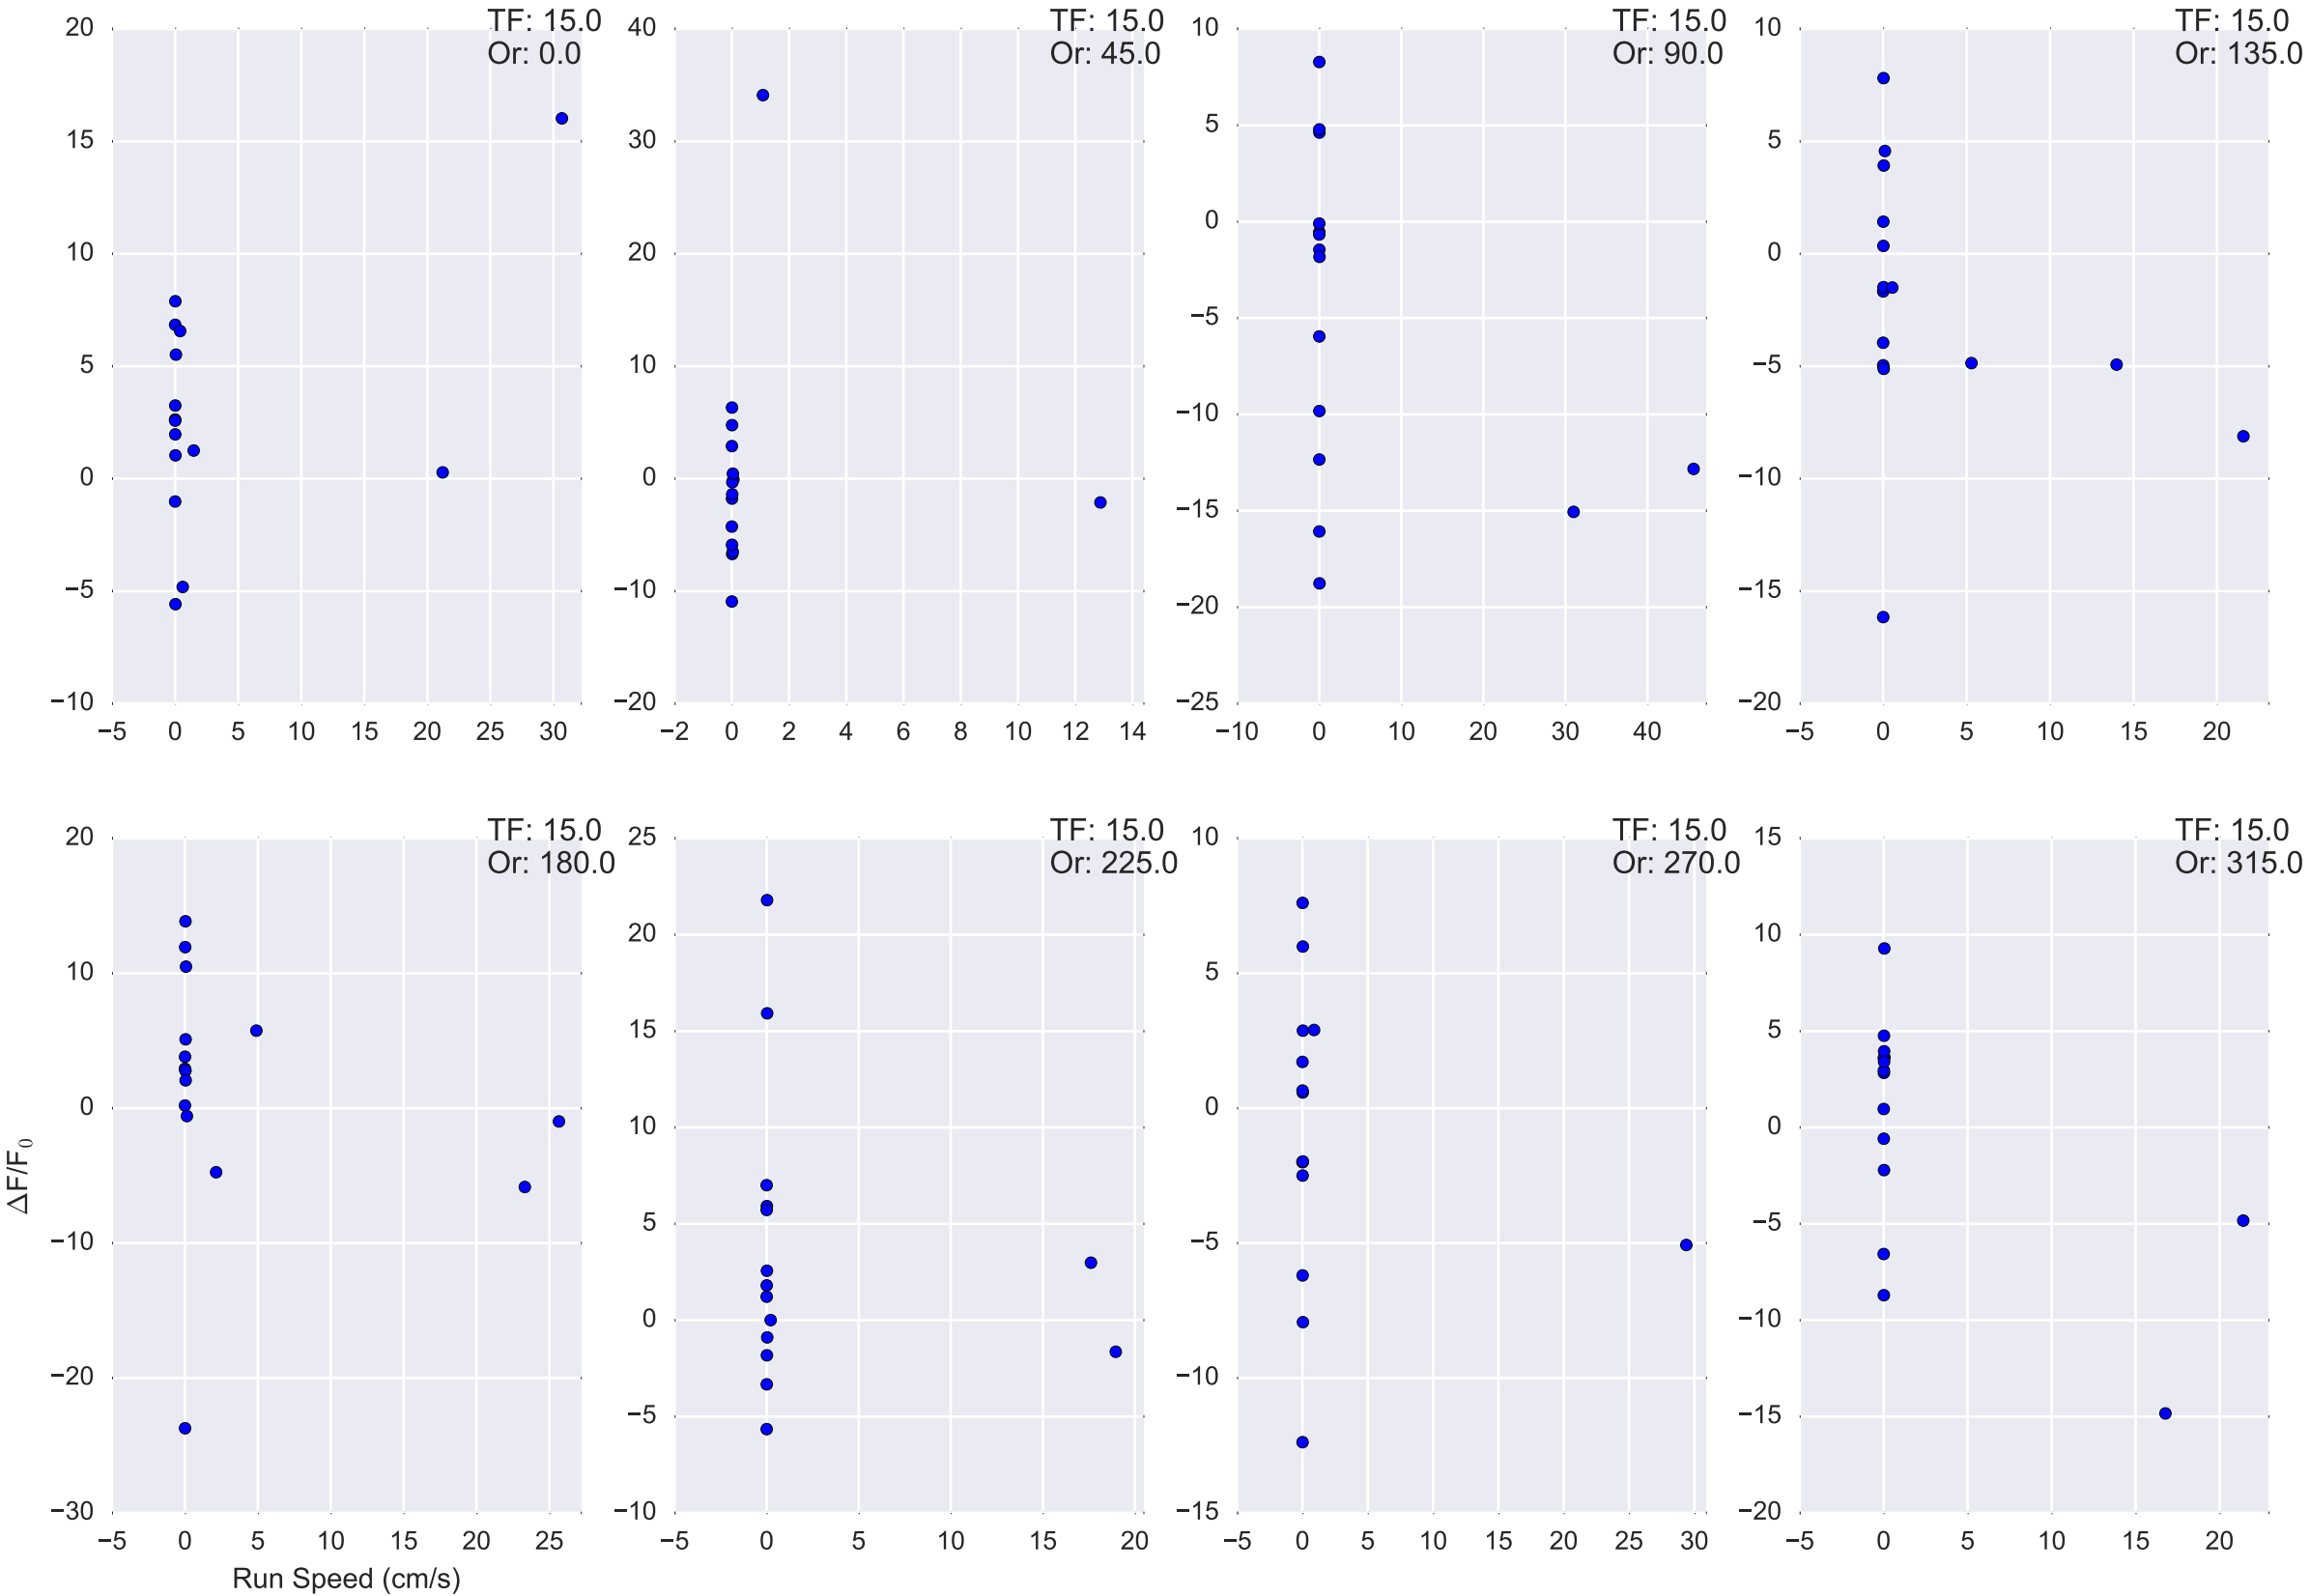 TF: 15.0
Or: 0.0
20
15
10
5
0
−5
−10
−5 0 5 10 15 20 25 30
TF: 15.0
Or: 45.0
40
30
20
10
0
−10
−20
−2 0 2 4 6 8 10 12 14
TF: 15.0
Or: 90.0
10
5
0
−5
−10
−15
−20
−25
−10 0 10 20 30 40
TF: 15.0
Or: 135.0
10
5
0
−5
−10
−15
−20
−5 0 5 10 15 20
TF: 15.0
Or: 180.0
20
10
0
−10
−20
−30
−5 0 5 10 15 20 25
ΔF/F₀
Run Speed (cm/s)
TF: 15.0
Or: 225.0
25
20
15
10
5
0
−5
−10
−5 0 5 10 15 20
TF: 15.0
Or: 270.0
10
5
0
−5
−10
−15
−5 0 5 10 15 20 25 30
TF: 15.0
Or: 315.0
15
10
5
0
−5
−10
−15
−20
−5 0 5 10 15 20